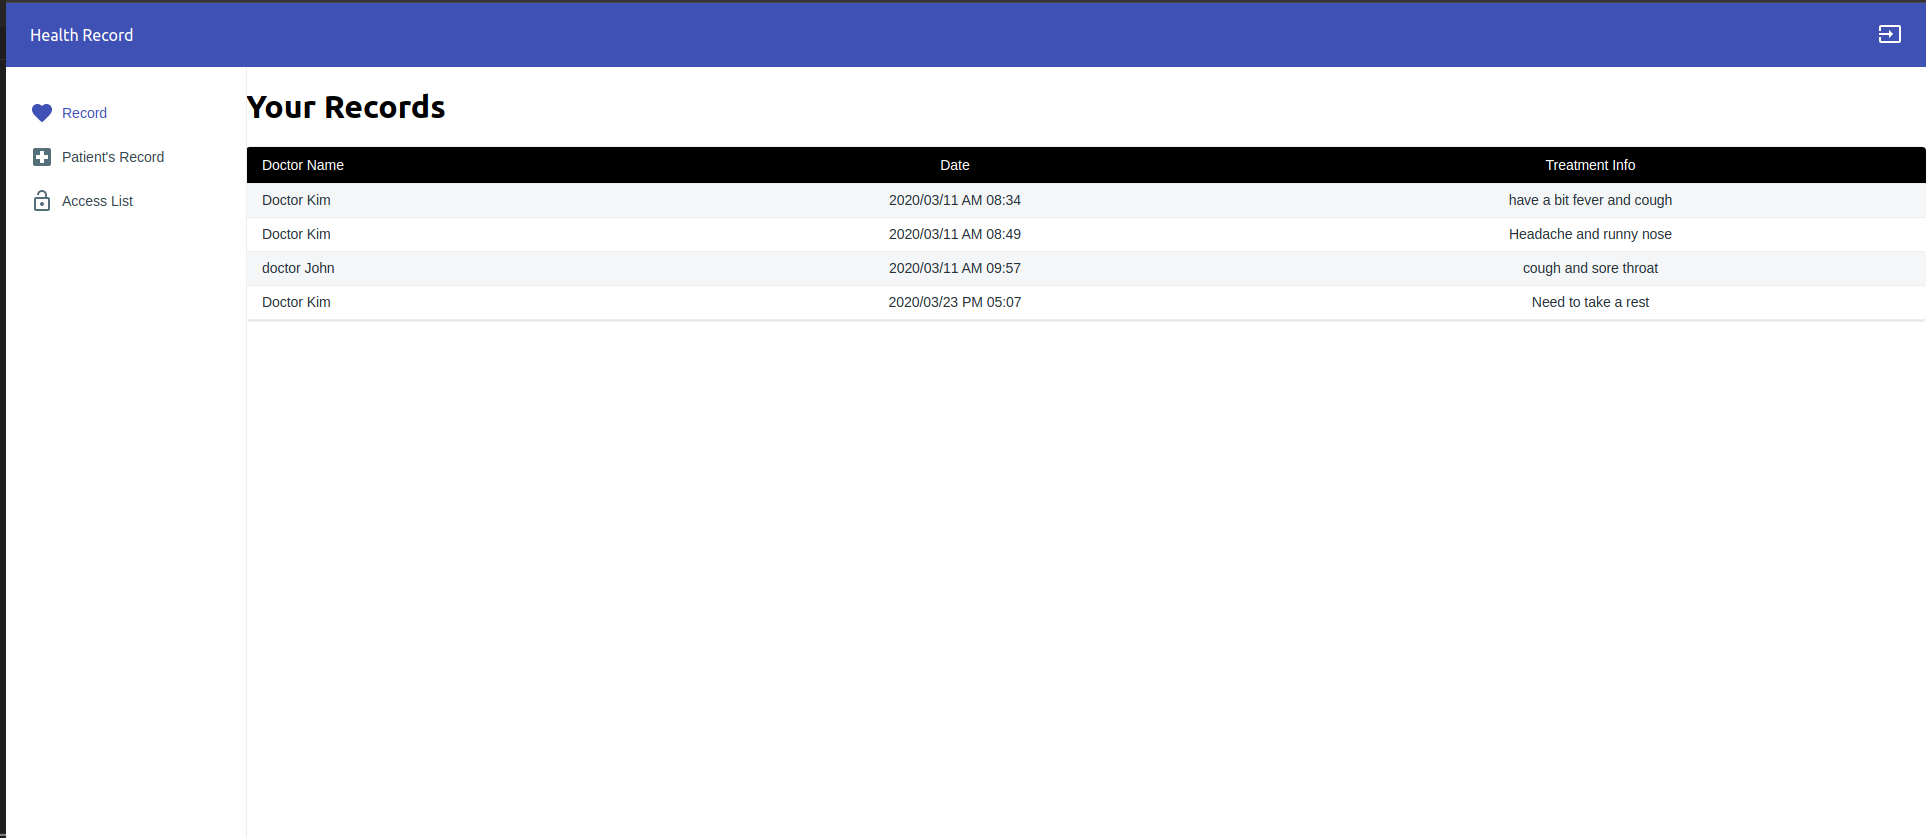 Health Record
Record
Patient's Record
Access List
Your Records
Doctor Name Date Treatment Info
Doctor Kim 2020/03/11 AM 08:34 have a bit fever and cough
Doctor Kim 2020/03/11 AM 08:49 Headache and runny nose
doctor John 2020/03/11 AM 09:57 cough and sore throat
Doctor Kim 2020/03/23 PM 05:07 Need to take a rest